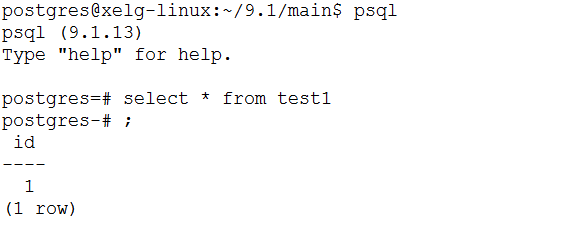 postgres@xelg-linux:~/9.1/main$ psql
psql (9.1.13)
Type "help" for help.

postgres=# select * from test1
postgres-# ;
 id
----
  1
(1 row)